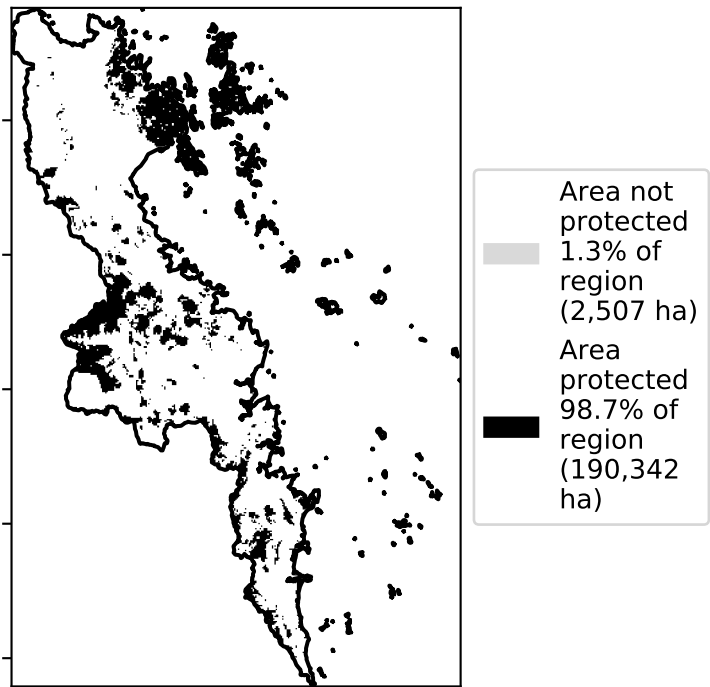 Area not
protected
1.3% of
region
(2,507 ha)
Area
protected
98.7% of
region
(190,342
ha)